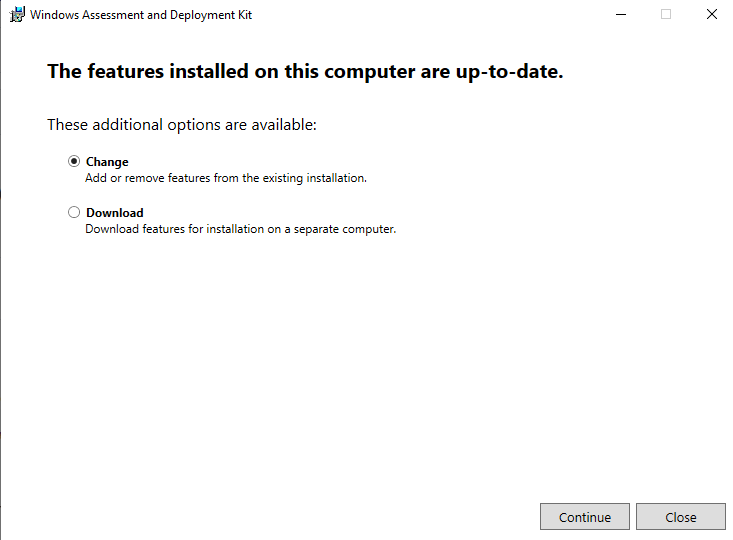 Windows Assessment and Deployment Kit
The features installed on this computer are up-to-date.
These additional options are available:
Change
Add or remove features from the existing installation.
Download
Download features for installation on a separate computer.
Continue Close